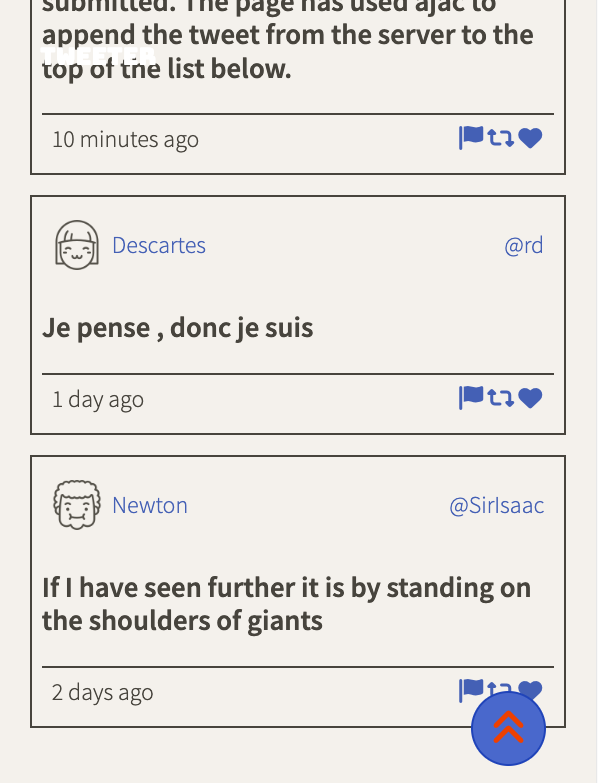 submitted. The page has used ajac to
append the tweet from the server to the
TWEETER
top of the list below.
10 minutes ago
Descartes @rd
Je pense , donc je suis
1 day ago
Newton @SirIsaac
If I have seen further it is by standing on
the shoulders of giants
2 days ago